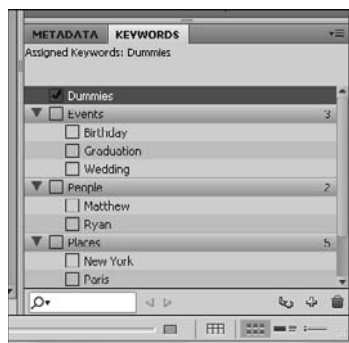 METADATA KEYWORDS
Assigned Keywords: Dummies
Dummies
Events 3
Birthday
Graduation
Wedding
People 2
Matthew
Ryan
Places 5
New York
Paris